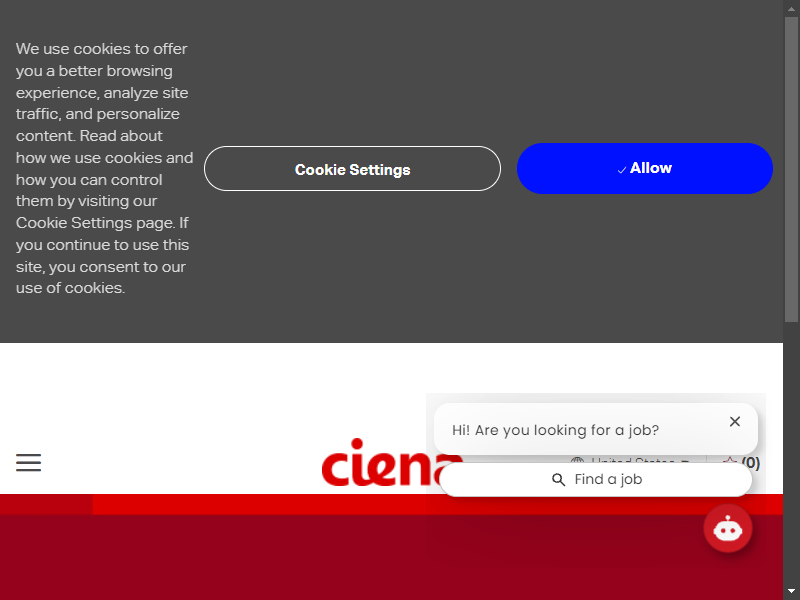 We use cookies to offer
you a better browsing
experience, analyze site
traffic, and personalize
content. Read about
how we use cookies and
how you can control
them by visiting our
Cookie Settings page. If
you continue to use this
site, you consent to our
use of cookies.
Cookie Settings
Allow
Hi! Are you looking for a job?
ciena
(0)
Find a job